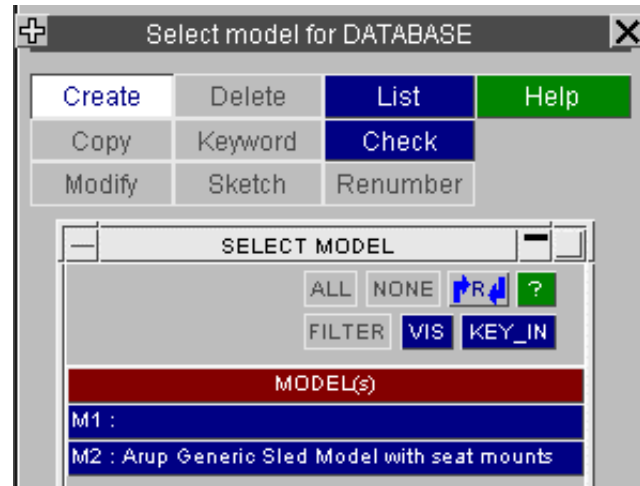 Select model for DATABASE
Create Delete List Help
Copy Keyword Check
Modify Sketch Renumber
SELECT MODEL
ALL NONE R ?
FILTER VIS KEY_IN
MODEL(s)
M1 :
M2 : Arup Generic Sled Model with seat mounts